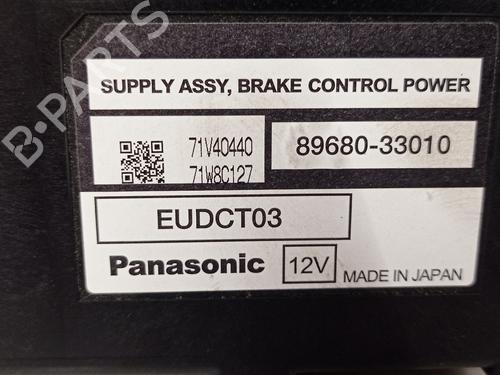 SUPPLY ASSY, BRAKE CONTROL POWER
71V40440
71W8C127
89680-33010
EUDCT03
Panasonic 12V
MADE IN JAPAN
B-PARTS